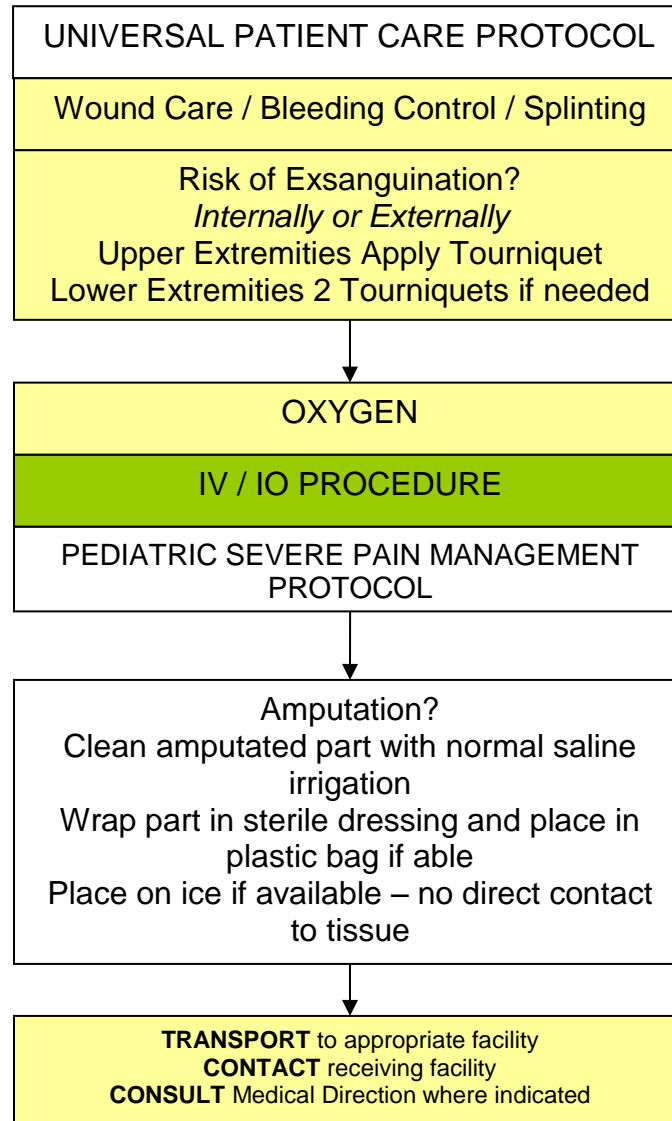 UNIVERSAL PATIENT CARE PROTOCOL
Wound Care / Bleeding Control / Splinting
Risk of Exsanguination?
Internally or Externally
Upper Extremities Apply Tourniquet
Lower Extremities 2 Tourniquets if needed
OXYGEN
IV / IO PROCEDURE
PEDIATRIC SEVERE PAIN MANAGEMENT
PROTOCOL
Amputation?
Clean amputated part with normal saline
irrigation
Wrap part in sterile dressing and place in
plastic bag if able
Place on ice if available – no direct contact
to tissue
TRANSPORT to appropriate facility
CONTACT receiving facility
CONSULT Medical Direction where indicated